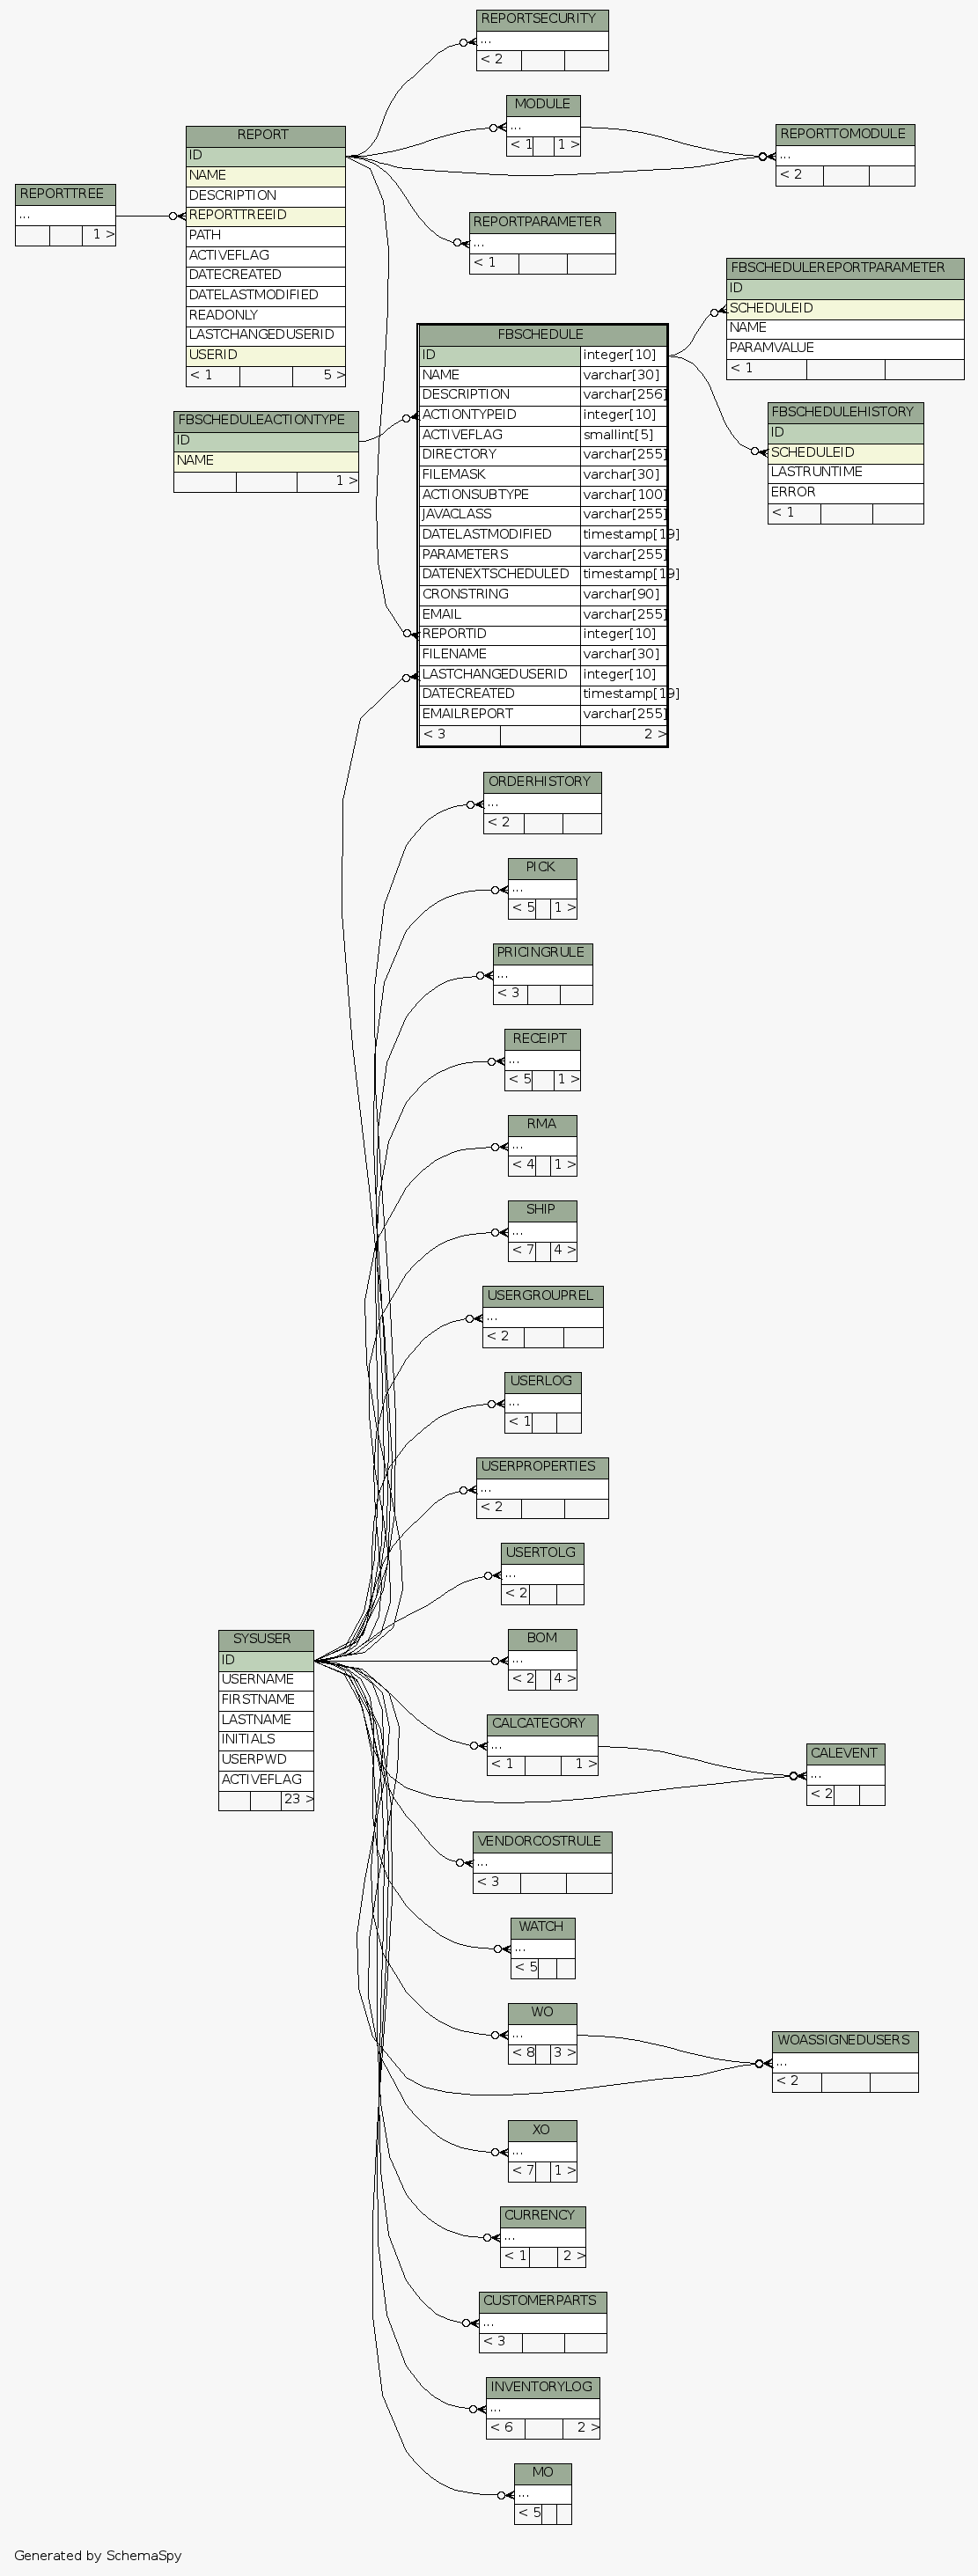 REPORTSECURITY
...
< 2
MODULE
...
< 1 1 >
REPORTTOMODULE
...
< 2
REPORT
ID
NAME
DESCRIPTION
REPORTTREEID
PATH
ACTIVEFLAG
DATECREATED
DATELASTMODIFIED
READONLY
LASTCHANGEDUSERID
USERID
< 1 5 >
REPORTTREE
...
1 >
REPORTPARAMETER
...
< 1
FBSCHEDULEREPORTPARAMETER
ID
SCHEDULEID
NAME
PARAMVALUE
< 1
FBSCHEDULE
ID integer[10]
NAME varchar[30]
DESCRIPTION varchar[256]
ACTIONTYPEID integer[10]
ACTIVEFLAG smallint[5]
DIRECTORY varchar[255]
FILEMASK varchar[30]
ACTIONSUBTYPE varchar[100]
JAVACLASS varchar[255]
DATELASTMODIFIED timestamp[19]
PARAMETERS varchar[255]
DATENEXTSCHEDULED timestamp[19]
CRONSTRING varchar[90]
EMAIL varchar[255]
REPORTID integer[10]
FILENAME varchar[30]
LASTCHANGEDUSERID integer[10]
DATECREATED timestamp[19]
EMAILREPORT varchar[255]
< 3 2 >
FBSCHEDULEACTIONTYPE
ID
NAME
1 >
FBSCHEDULEHISTORY
ID
SCHEDULEID
LASTRUNTIME
ERROR
< 1
ORDERHISTORY
...
< 2
PICK
...
< 5 1 >
PRICINGRULE
...
< 3
RECEIPT
...
< 5 1 >
RMA
...
< 4 1 >
SHIP
...
< 7 4 >
USERGROUPREL
...
< 2
USERLOG
...
< 1
USERPROPERTIES
...
< 2
USERTOLG
...
< 2
SYSUSER
ID
USERNAME
FIRSTNAME
LASTNAME
INITIALS
USERPWD
ACTIVEFLAG
23 >
BOM
...
< 2 4 >
CALCATEGORY
...
< 1 1 >
CALEVENT
...
< 2
VENDORCOSTRULE
...
< 3
WATCH
...
< 5
WO
...
< 8 3 >
WOASSIGNEDUSERS
...
< 2
XO
...
< 7 1 >
CURRENCY
...
< 1 2 >
CUSTOMERPARTS
...
< 3
INVENTORYLOG
...
< 6 2 >
MO
...
< 5
Generated by SchemaSpy